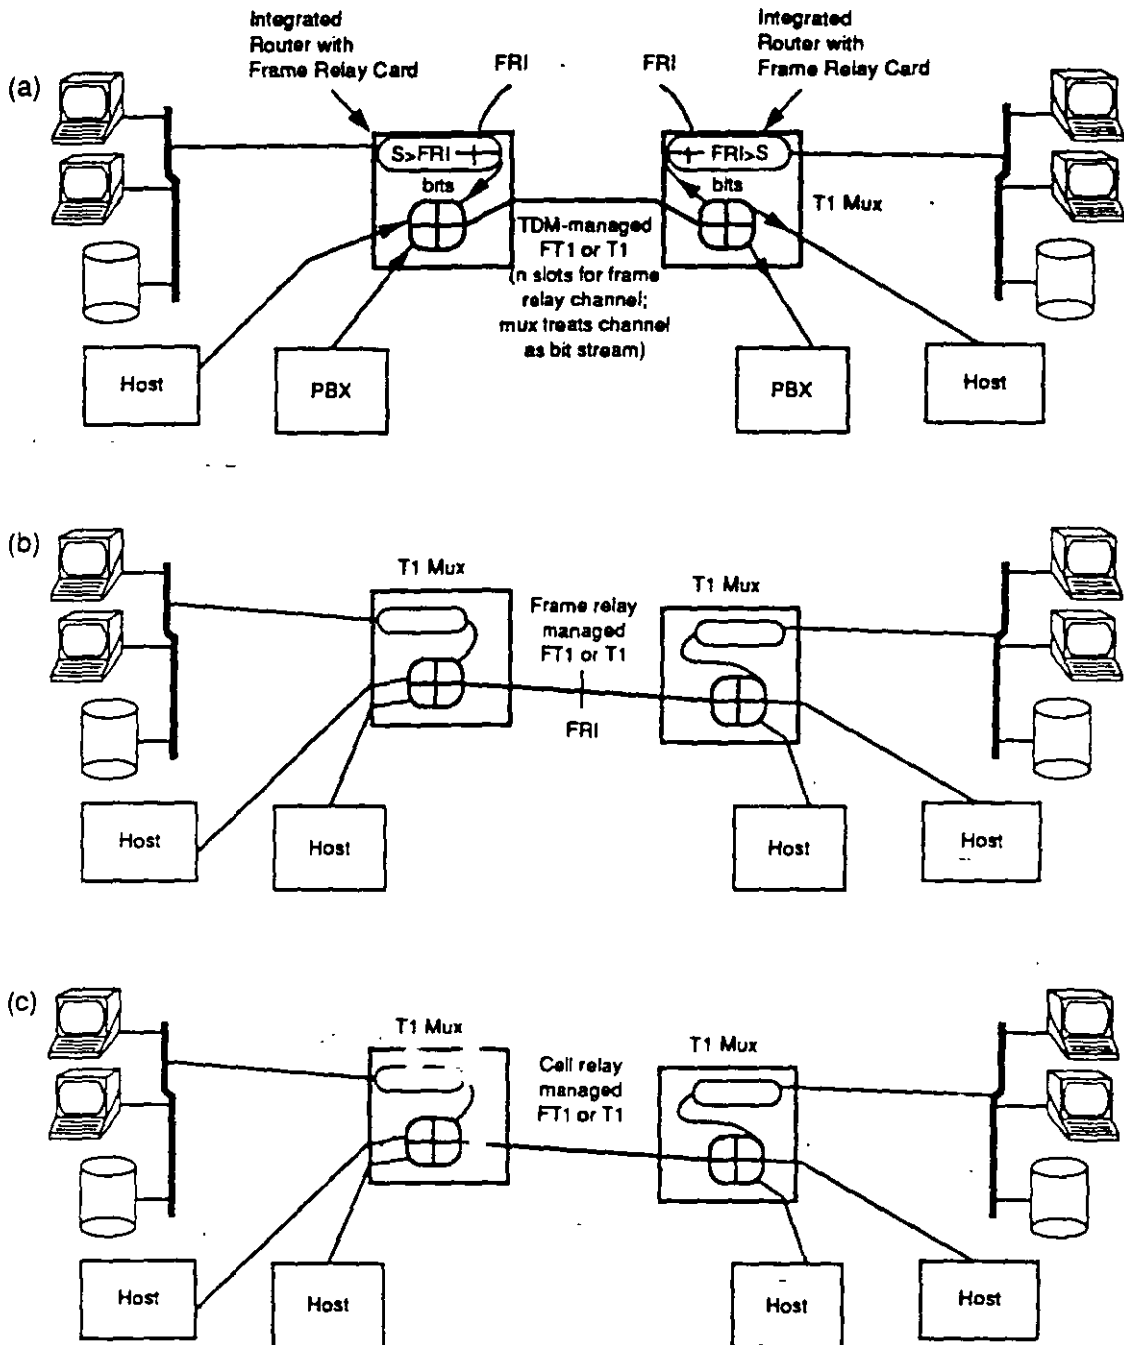 (a)
Integrated
Router with
Frame Relay Card
FRI
FRI
Integrated
Router with
Frame Relay Card
S>FRI
bits
FRI>S
bits
T1 Mux
TDM-managed
FT1 or T1
(n slots for frame
relay channel;
mux treats channel
as bit stream)
Host
PBX
PBX
Host
(b)
T1 Mux
Frame relay
managed
FT1 or T1
T1 Mux
FRI
Host
Host
Host
Host
(c)
T1 Mux
Cell relay
managed
FT1 or T1
T1 Mux
Host
Host
Host
Host